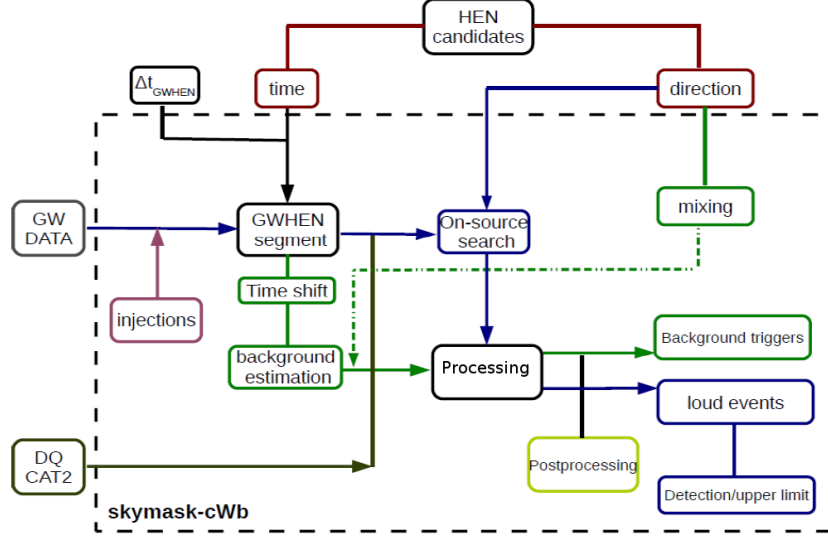 HEN
candidates
Δt_GWHEN
time
direction
GW
DATA
GWHEN
segment
On-source
search
mixing
Time shift
injections
background
estimation
Processing
Background triggers
loud events
DQ
CAT2
Postprocessing
Detection/upper limit
skymask-cWb